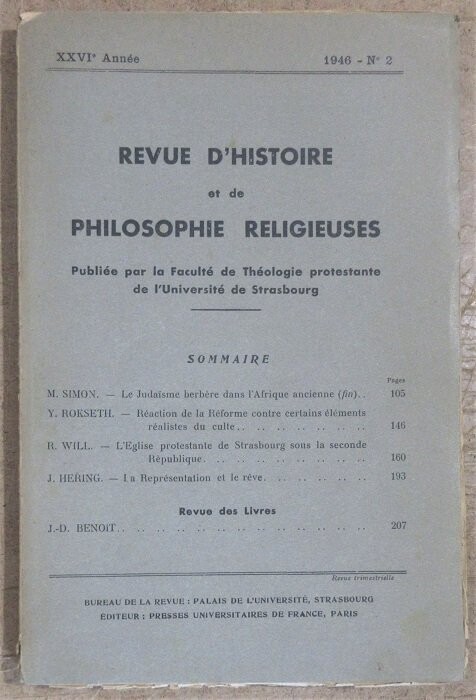 XXVIe Année 1946 - N° 2
REVUE D'HISTOIRE
et de
PHILOSOPHIE RELIGIEUSES
Publiée par la Faculté de Théologie protestante
de l'Université de Strasbourg
SOMMAIRE
Pages
M. SIMON. — Le Judaïsme berbère dans l'Afrique ancienne (fin).. 105
Y. ROKSETH. — Réaction de la Réforme contre certains éléments
réalistes du culte.. .. .. .. .. .. .. .. 146
R. WILL. — L'Eglise protestante de Strasbourg sous la seconde
République.. .. .. .. .. .. .. .. .. 160
J. HERING. — La Représentation et le rêve.. .. .. .. .. .. 193
Revue des Livres
J.-D. BENOIT.. .. .. .. .. .. .. .. .. .. .. .. 207
Revue trimestrielle
BUREAU DE LA REVUE : PALAIS DE L'UNIVERSITÉ, STRASBOURG
ÉDITEUR : PRESSES UNIVERSITAIRES DE FRANCE, PARIS